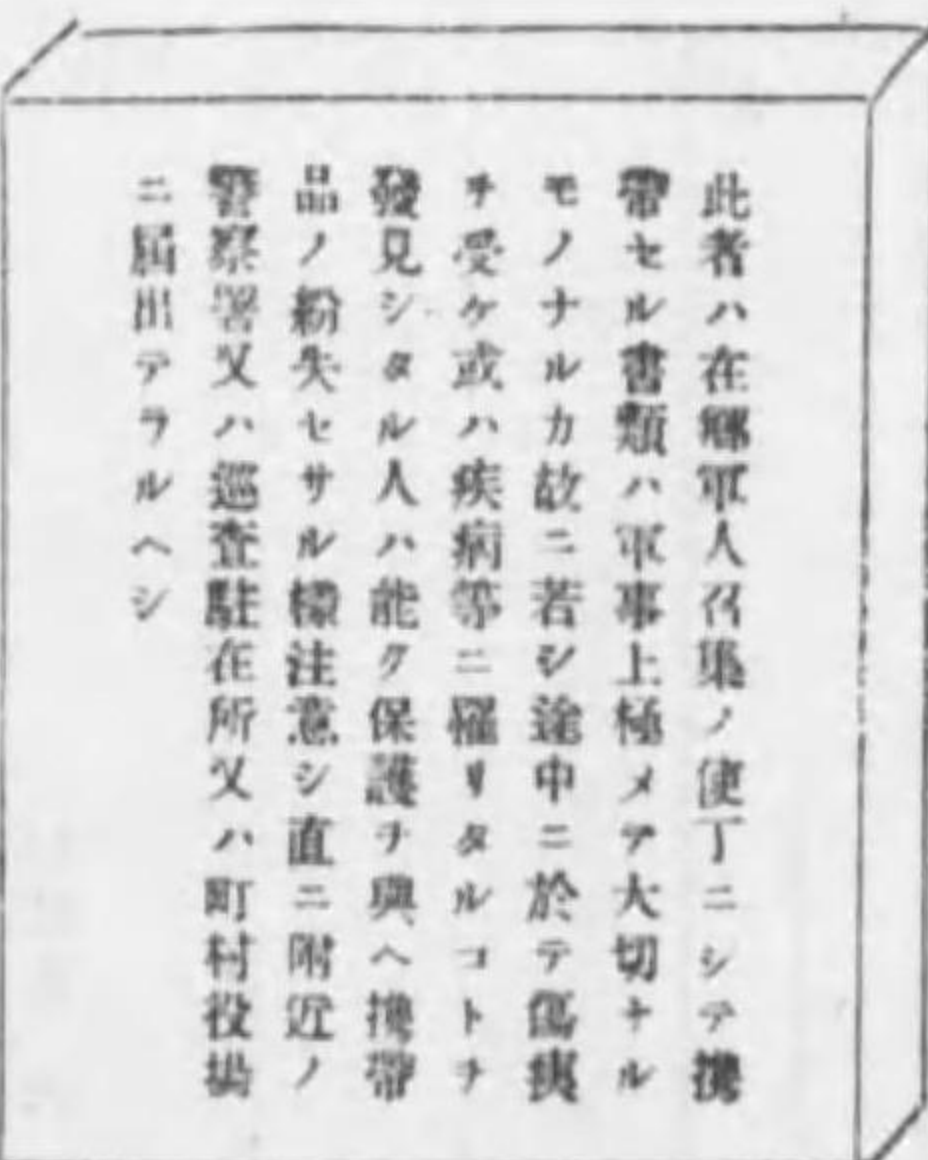 此者ハ在郷軍人召集ノ使丁ニシテ携
帶セル書類ハ軍事上極メテ大切ナル
モノナルカ故ニ若シ途中ニ於テ傷痍
ヲ受ケ或ハ疾病等ニ罹リタルコトヲ
發見シタル人ハ能ク保護ヲ與ヘ携帶
品ノ紛失セサル樣注意シ直ニ附近ノ
警察署又ハ巡査駐在所又ハ町村役場
ニ届出テラルヘシ